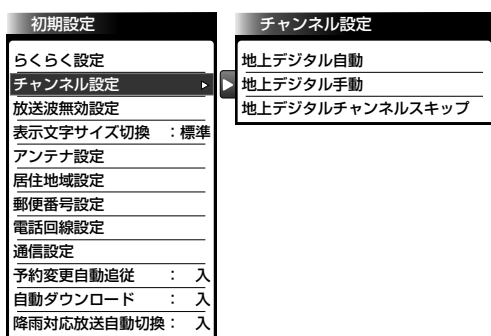 初期設定
らくらく設定
チャンネル設定
放送波無効設定
表示文字サイズ切換 ：標準
アンテナ設定
居住地域設定
郵便番号設定
電話回線設定
通信設定
予約変更自動追従 ： 入
自動ダウンロード ： 入
降雨対応放送自動切換： 入
チャンネル設定
地上デジタル自動
地上デジタル手動
地上デジタルチャンネルスキップ